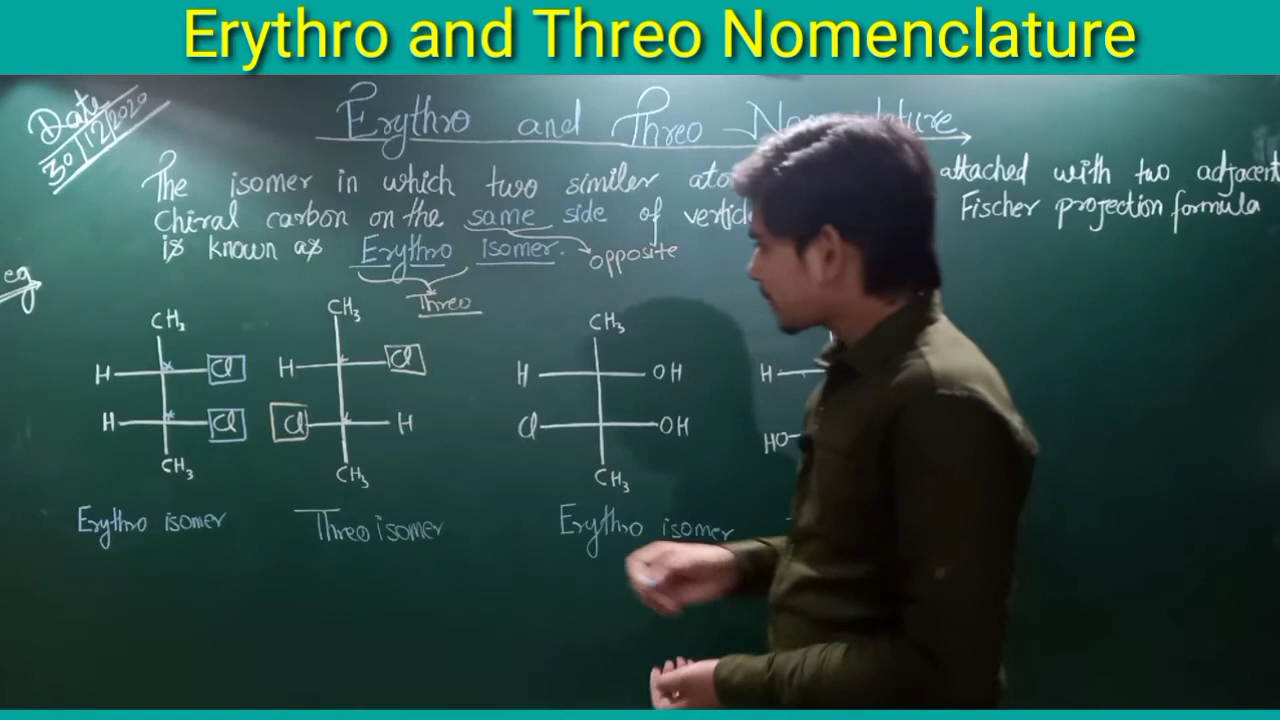 Erythro and Threo Nomenclature
Date
30/12/2020
Erythro and Threo
The isomer in which two similer attached with two adjacent
Chiral carbon on the same side of Fischer projection formula
is known as Erythro isomer. opposite
Threo
eg
CH3 CH3 CH3
H Cl H Cl H OH H
H Cl Cl H Cl OH HO
CH3 CH3 CH3
Erythro isomer Threo isomer Erythro isomer